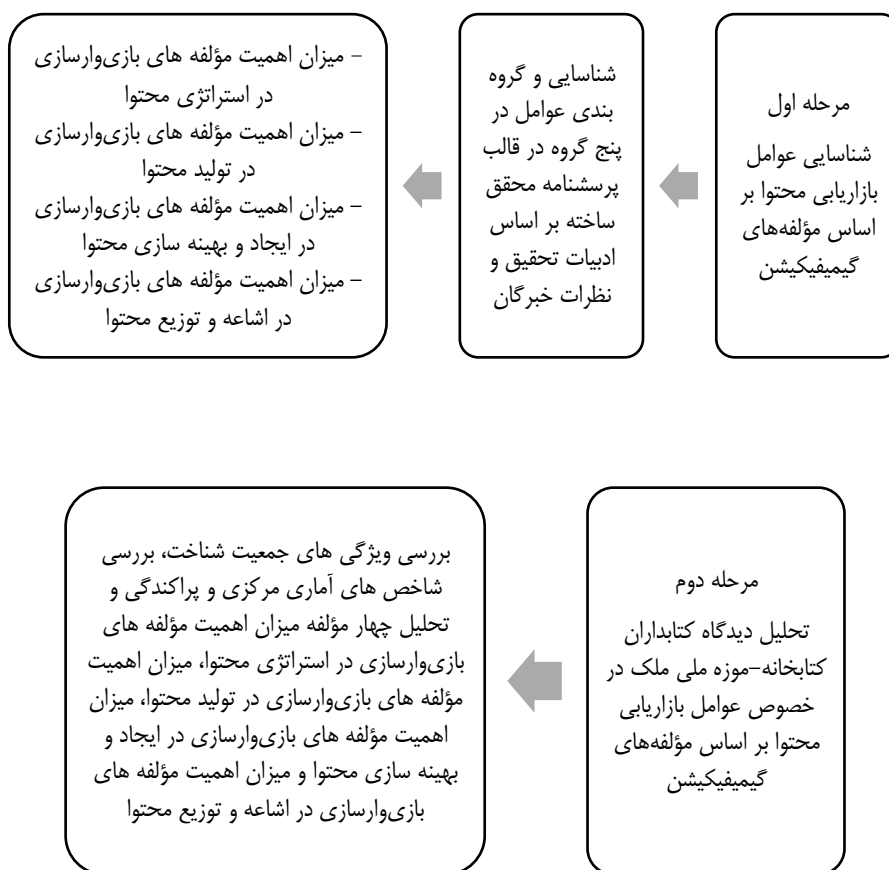 مرحله اول
شناسایی عوامل
بازاریابی محتوا بر
اساس مؤلفه‌های
گیمیفیکیشن
شناسایی و گروه
بندی عوامل در
پنج گروه در قالب
پرسشنامه محقق
ساخته بر اساس
ادبیات تحقیق و
نظرات خبرگان
- میزان اهمیت مؤلفه های بازی‌وارسازی
در استراتژی محتوا
- میزان اهمیت مؤلفه های بازی‌وارسازی
در تولید محتوا
- میزان اهمیت مؤلفه های بازی‌وارسازی
در ایجاد و بهینه سازی محتوا
- میزان اهمیت مؤلفه های بازی‌وارسازی
در اشاعه و توزیع محتوا
مرحله دوم
تحلیل دیدگاه کتابداران
کتابخانه-موزه ملی ملک در
خصوص عوامل بازاریابی
محتوا بر اساس مؤلفه‌های
گیمیفیکیشن
بررسی ویژگی های جمعیت شناخت، بررسی
شاخص های آماری مرکزی و پراکندگی و
تحلیل چهار مؤلفه میزان اهمیت مؤلفه های
بازی‌وارسازی در استراتژی محتوا، میزان اهمیت
مؤلفه های بازی‌وارسازی در تولید محتوا، میزان
اهمیت مؤلفه های بازی‌وارسازی در ایجاد و
بهینه سازی محتوا و میزان اهمیت مؤلفه های
بازی‌وارسازی در اشاعه و توزیع محتوا